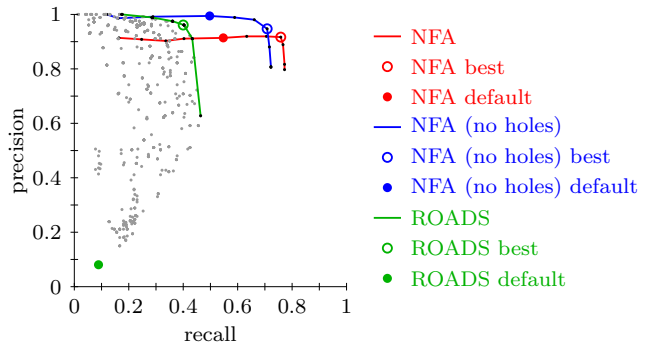 1
0.8
0.6
0.4
0.2
0
precision
0 0.2 0.4 0.6 0.8 1
recall
NFA
NFA best
NFA default
NFA (no holes)
NFA (no holes) best
NFA (no holes) default
ROADS
ROADS best
ROADS default